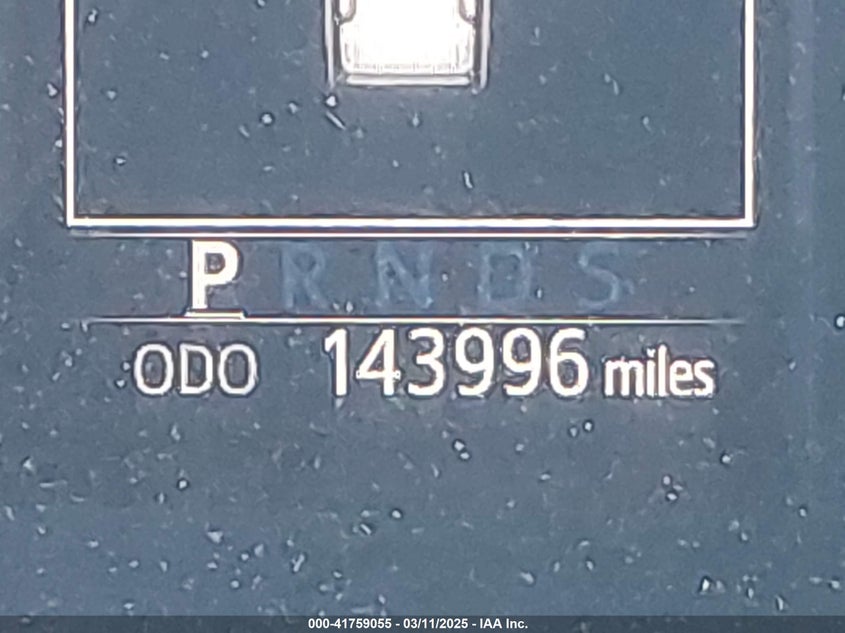 P R N D S
ODO 143996 miles
000-41759055 - 03/11/2025 - IAA Inc.